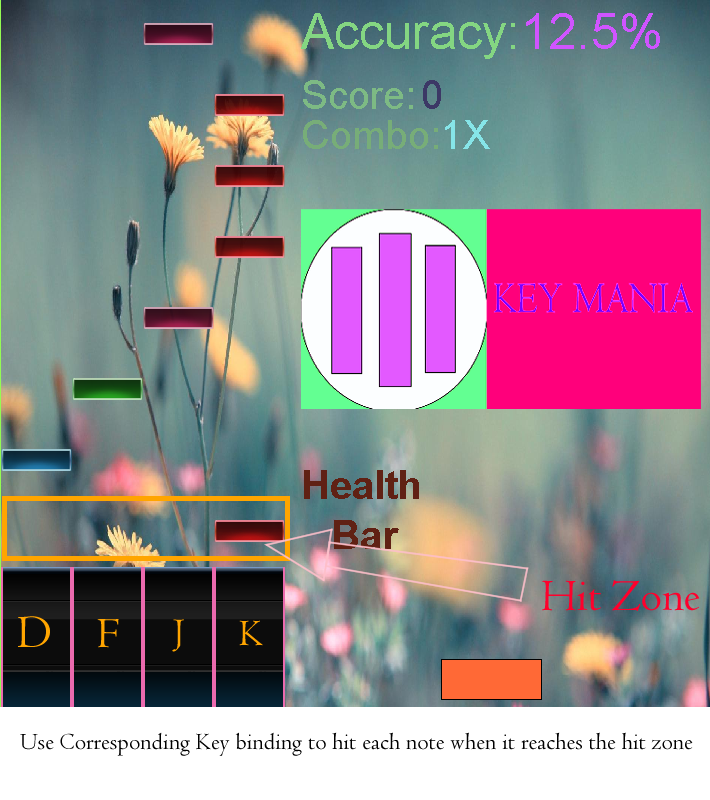 Accuracy: 12.5%
Score: 0
Combo: 1X
KEY MANIA
Health
Bar
Hit Zone
D F J K
Use Corresponding Key binding to hit each note when it reaches the hit zone